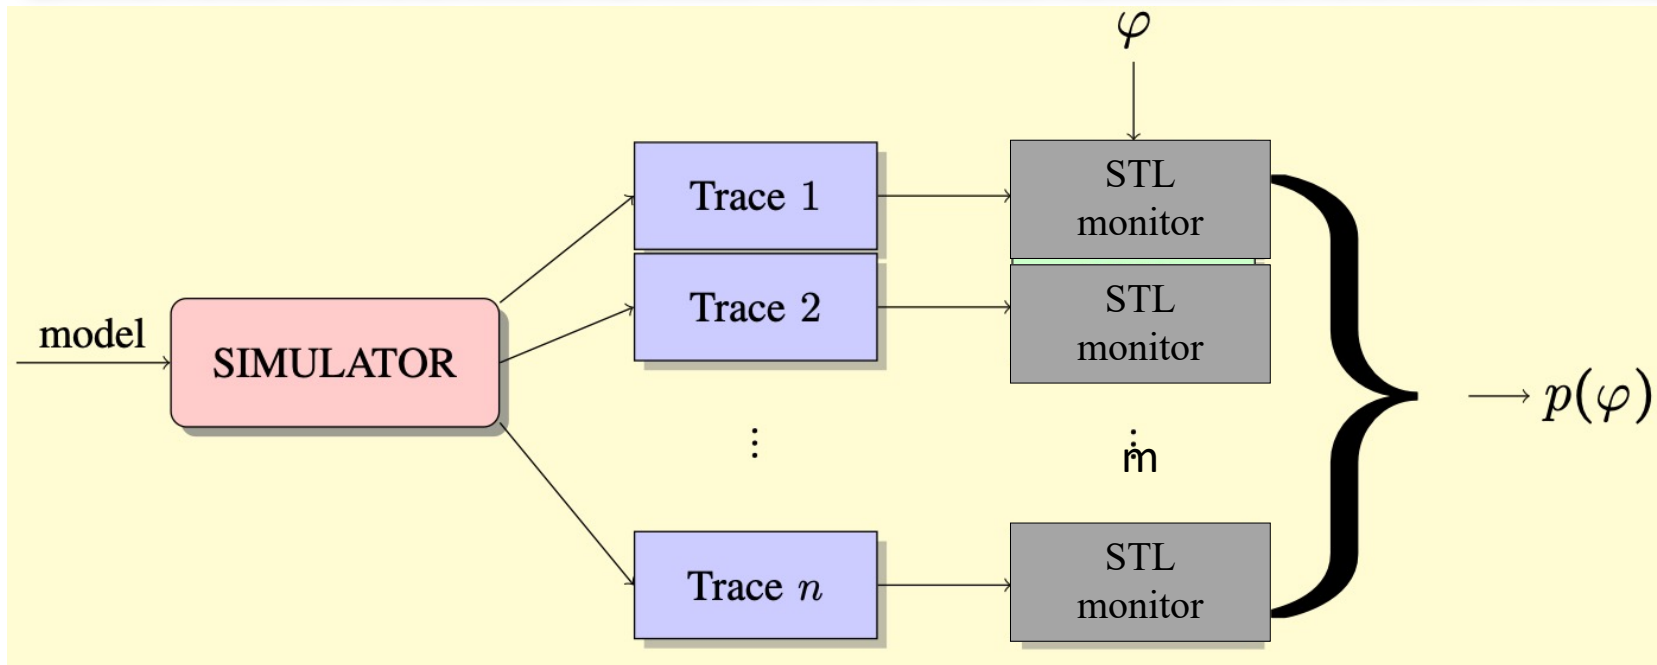 φ
STL
monitor
Trace 1
STL
monitor
Trace 2
model
SIMULATOR
p(φ)
⋮
⋮
m
STL
monitor
Trace n